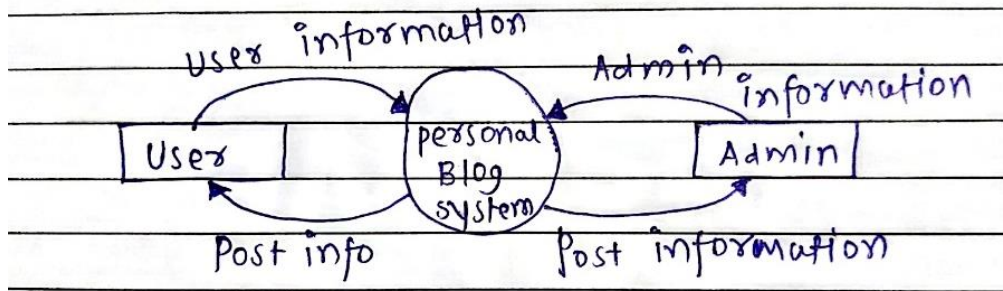 User information
Admin
information
User
personal
Blog
system
Admin
Post info
Post information